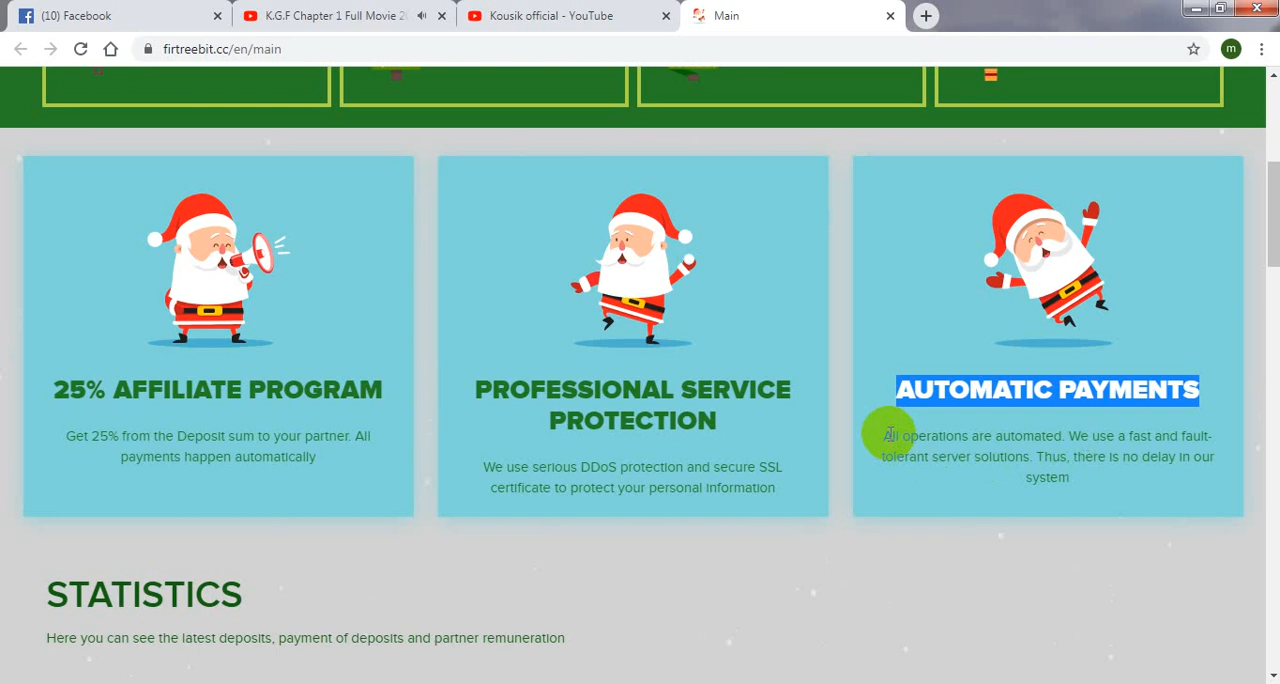 (10) Facebook
K.G.F Chapter 1 Full Movie 20
Kousik official - YouTube
Main
firtreebit.cc/en/main
m
25% AFFILIATE PROGRAM
Get 25% from the Deposit sum to your partner. All
payments happen automatically
PROFESSIONAL SERVICE
PROTECTION
We use serious DDoS protection and secure SSL
certificate to protect your personal information
AUTOMATIC PAYMENTS
All operations are automated. We use a fast and fault-
tolerant server solutions. Thus, there is no delay in our
system
STATISTICS
Here you can see the latest deposits, payment of deposits and partner remuneration